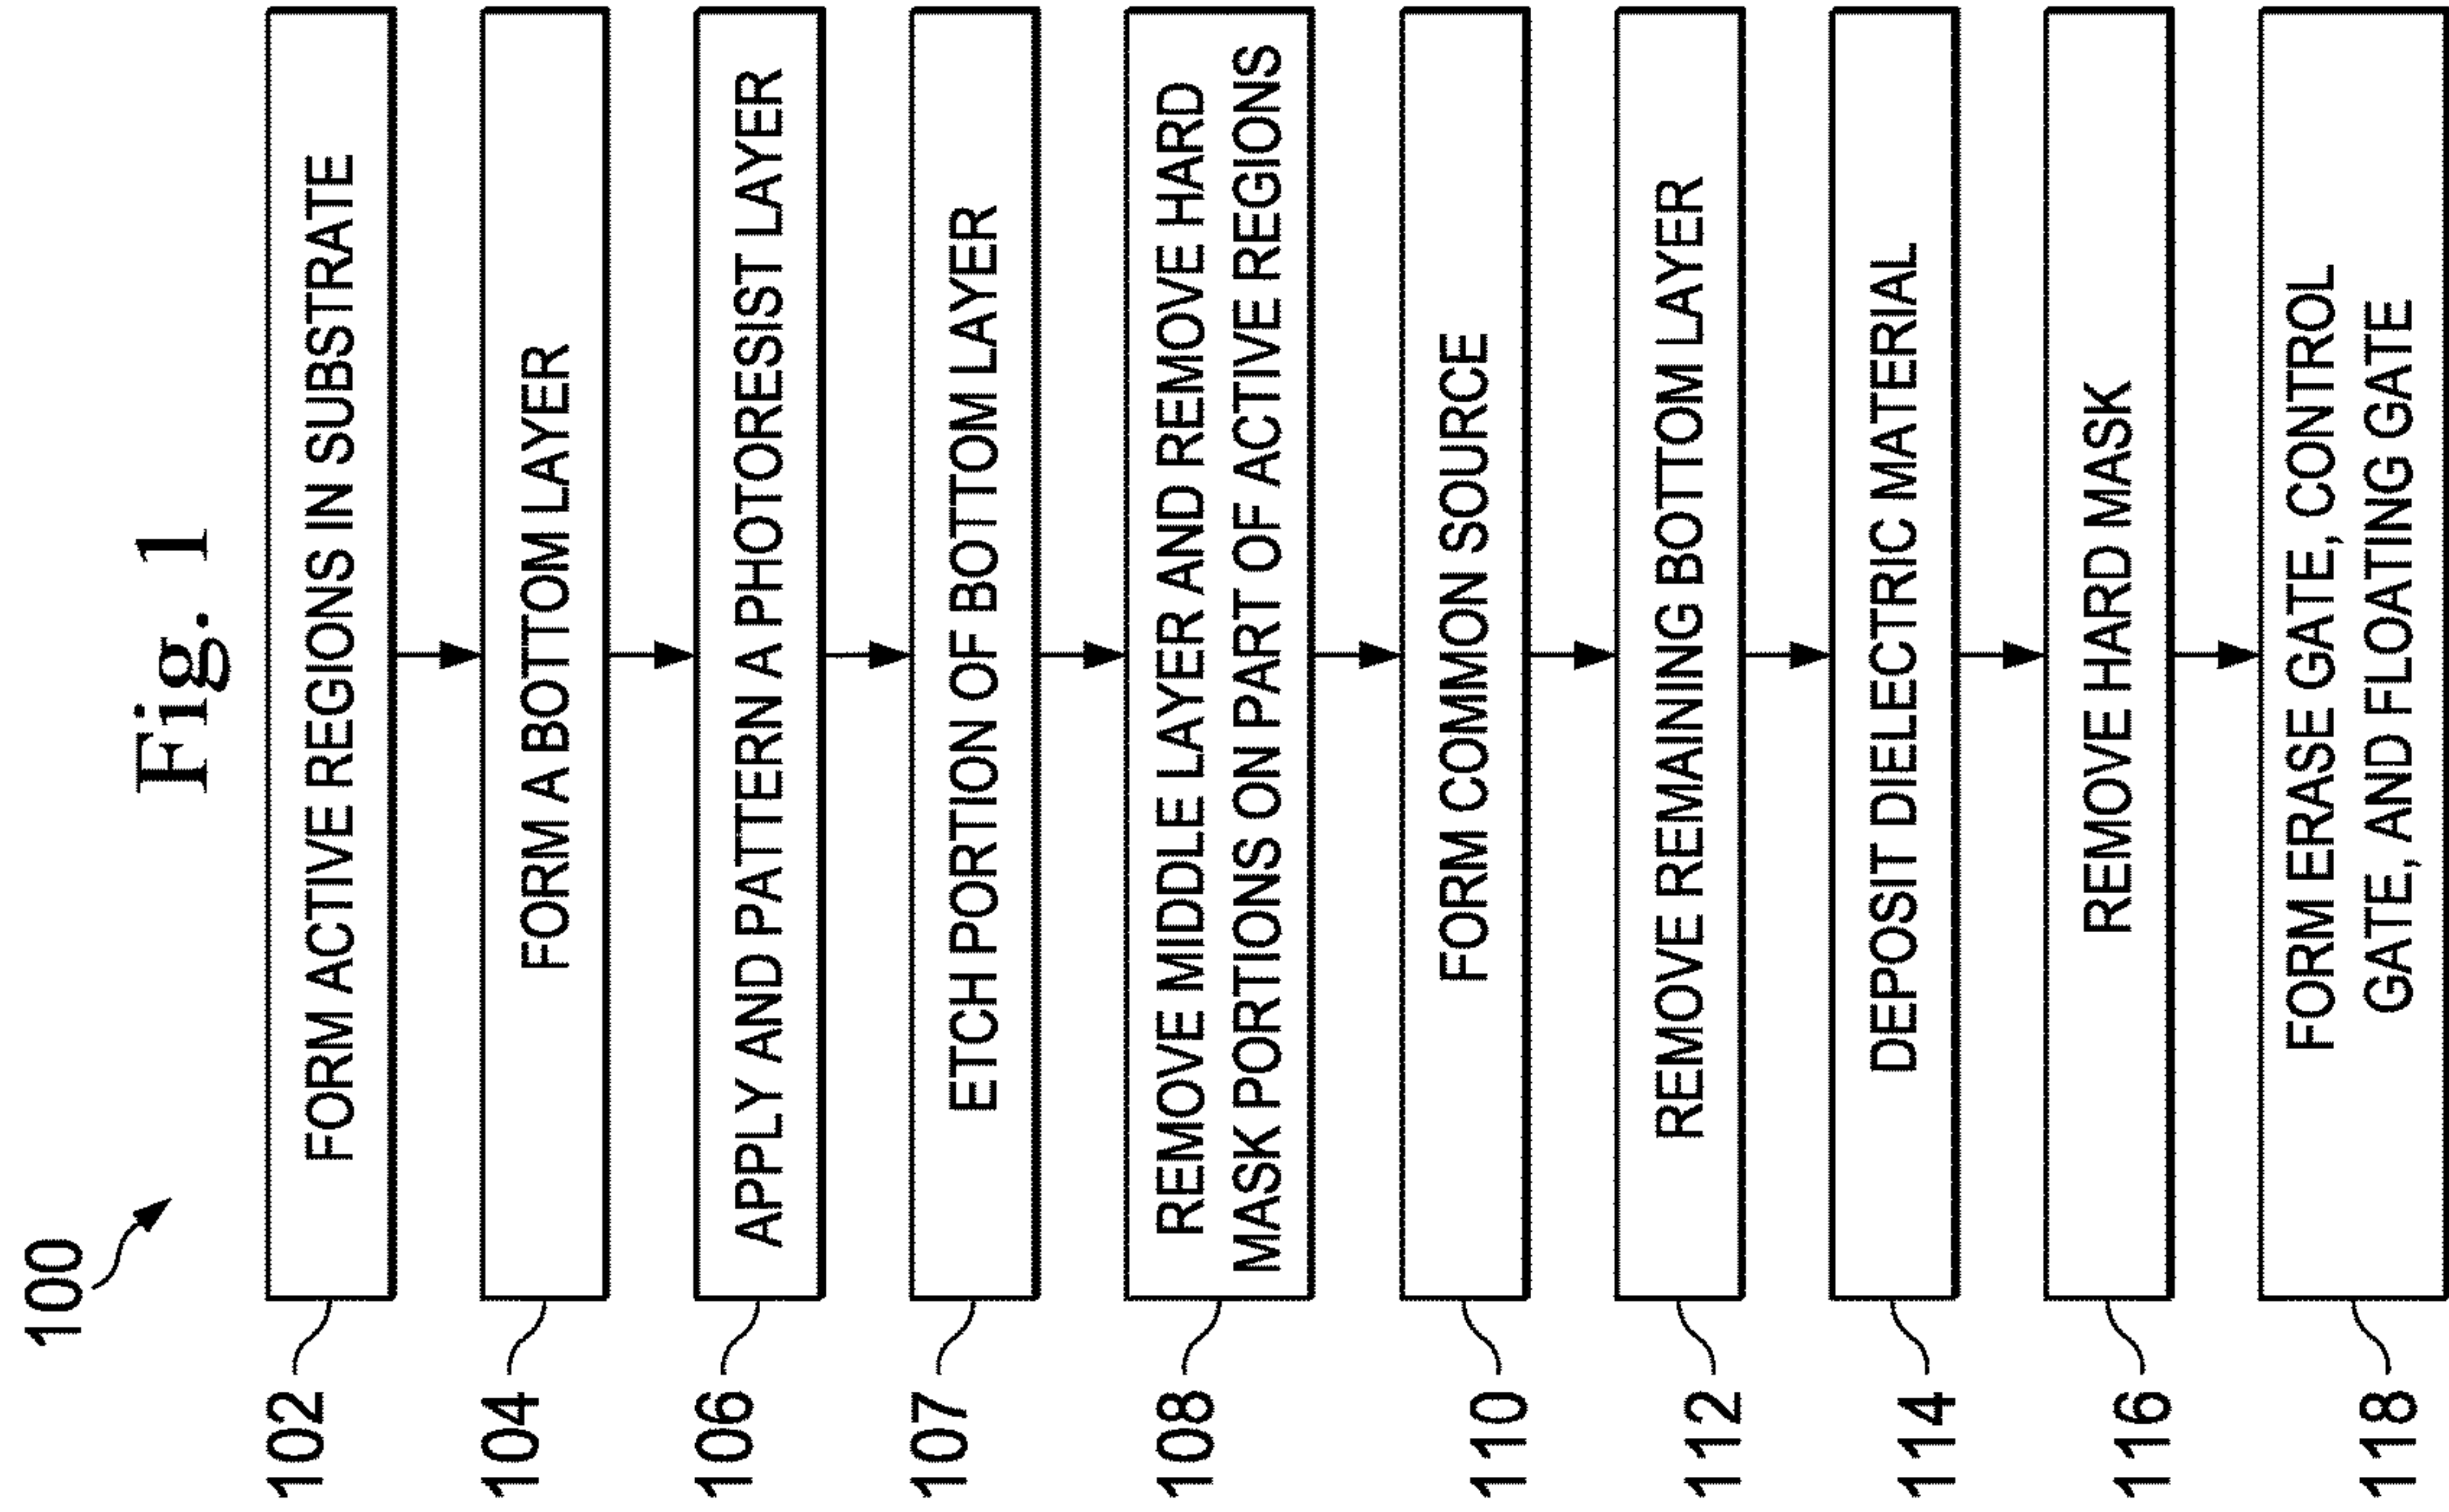 Fig. 1
100
102
FORM ACTIVE REGIONS IN SUBSTRATE
104
FORM A BOTTOM LAYER
106
APPLY AND PATTERN A PHOTORESIST LAYER
107
ETCH PORTION OF BOTTOM LAYER
108
REMOVE MIDDLE LAYER AND REMOVE HARD
MASK PORTIONS ON PART OF ACTIVE REGIONS
110
FORM COMMON SOURCE
112
REMOVE REMAINING BOTTOM LAYER
114
DEPOSIT DIELECTRIC MATERIAL
116
REMOVE HARD MASK
118
FORM ERASE GATE, CONTROL
GATE, AND FLOATING GATE